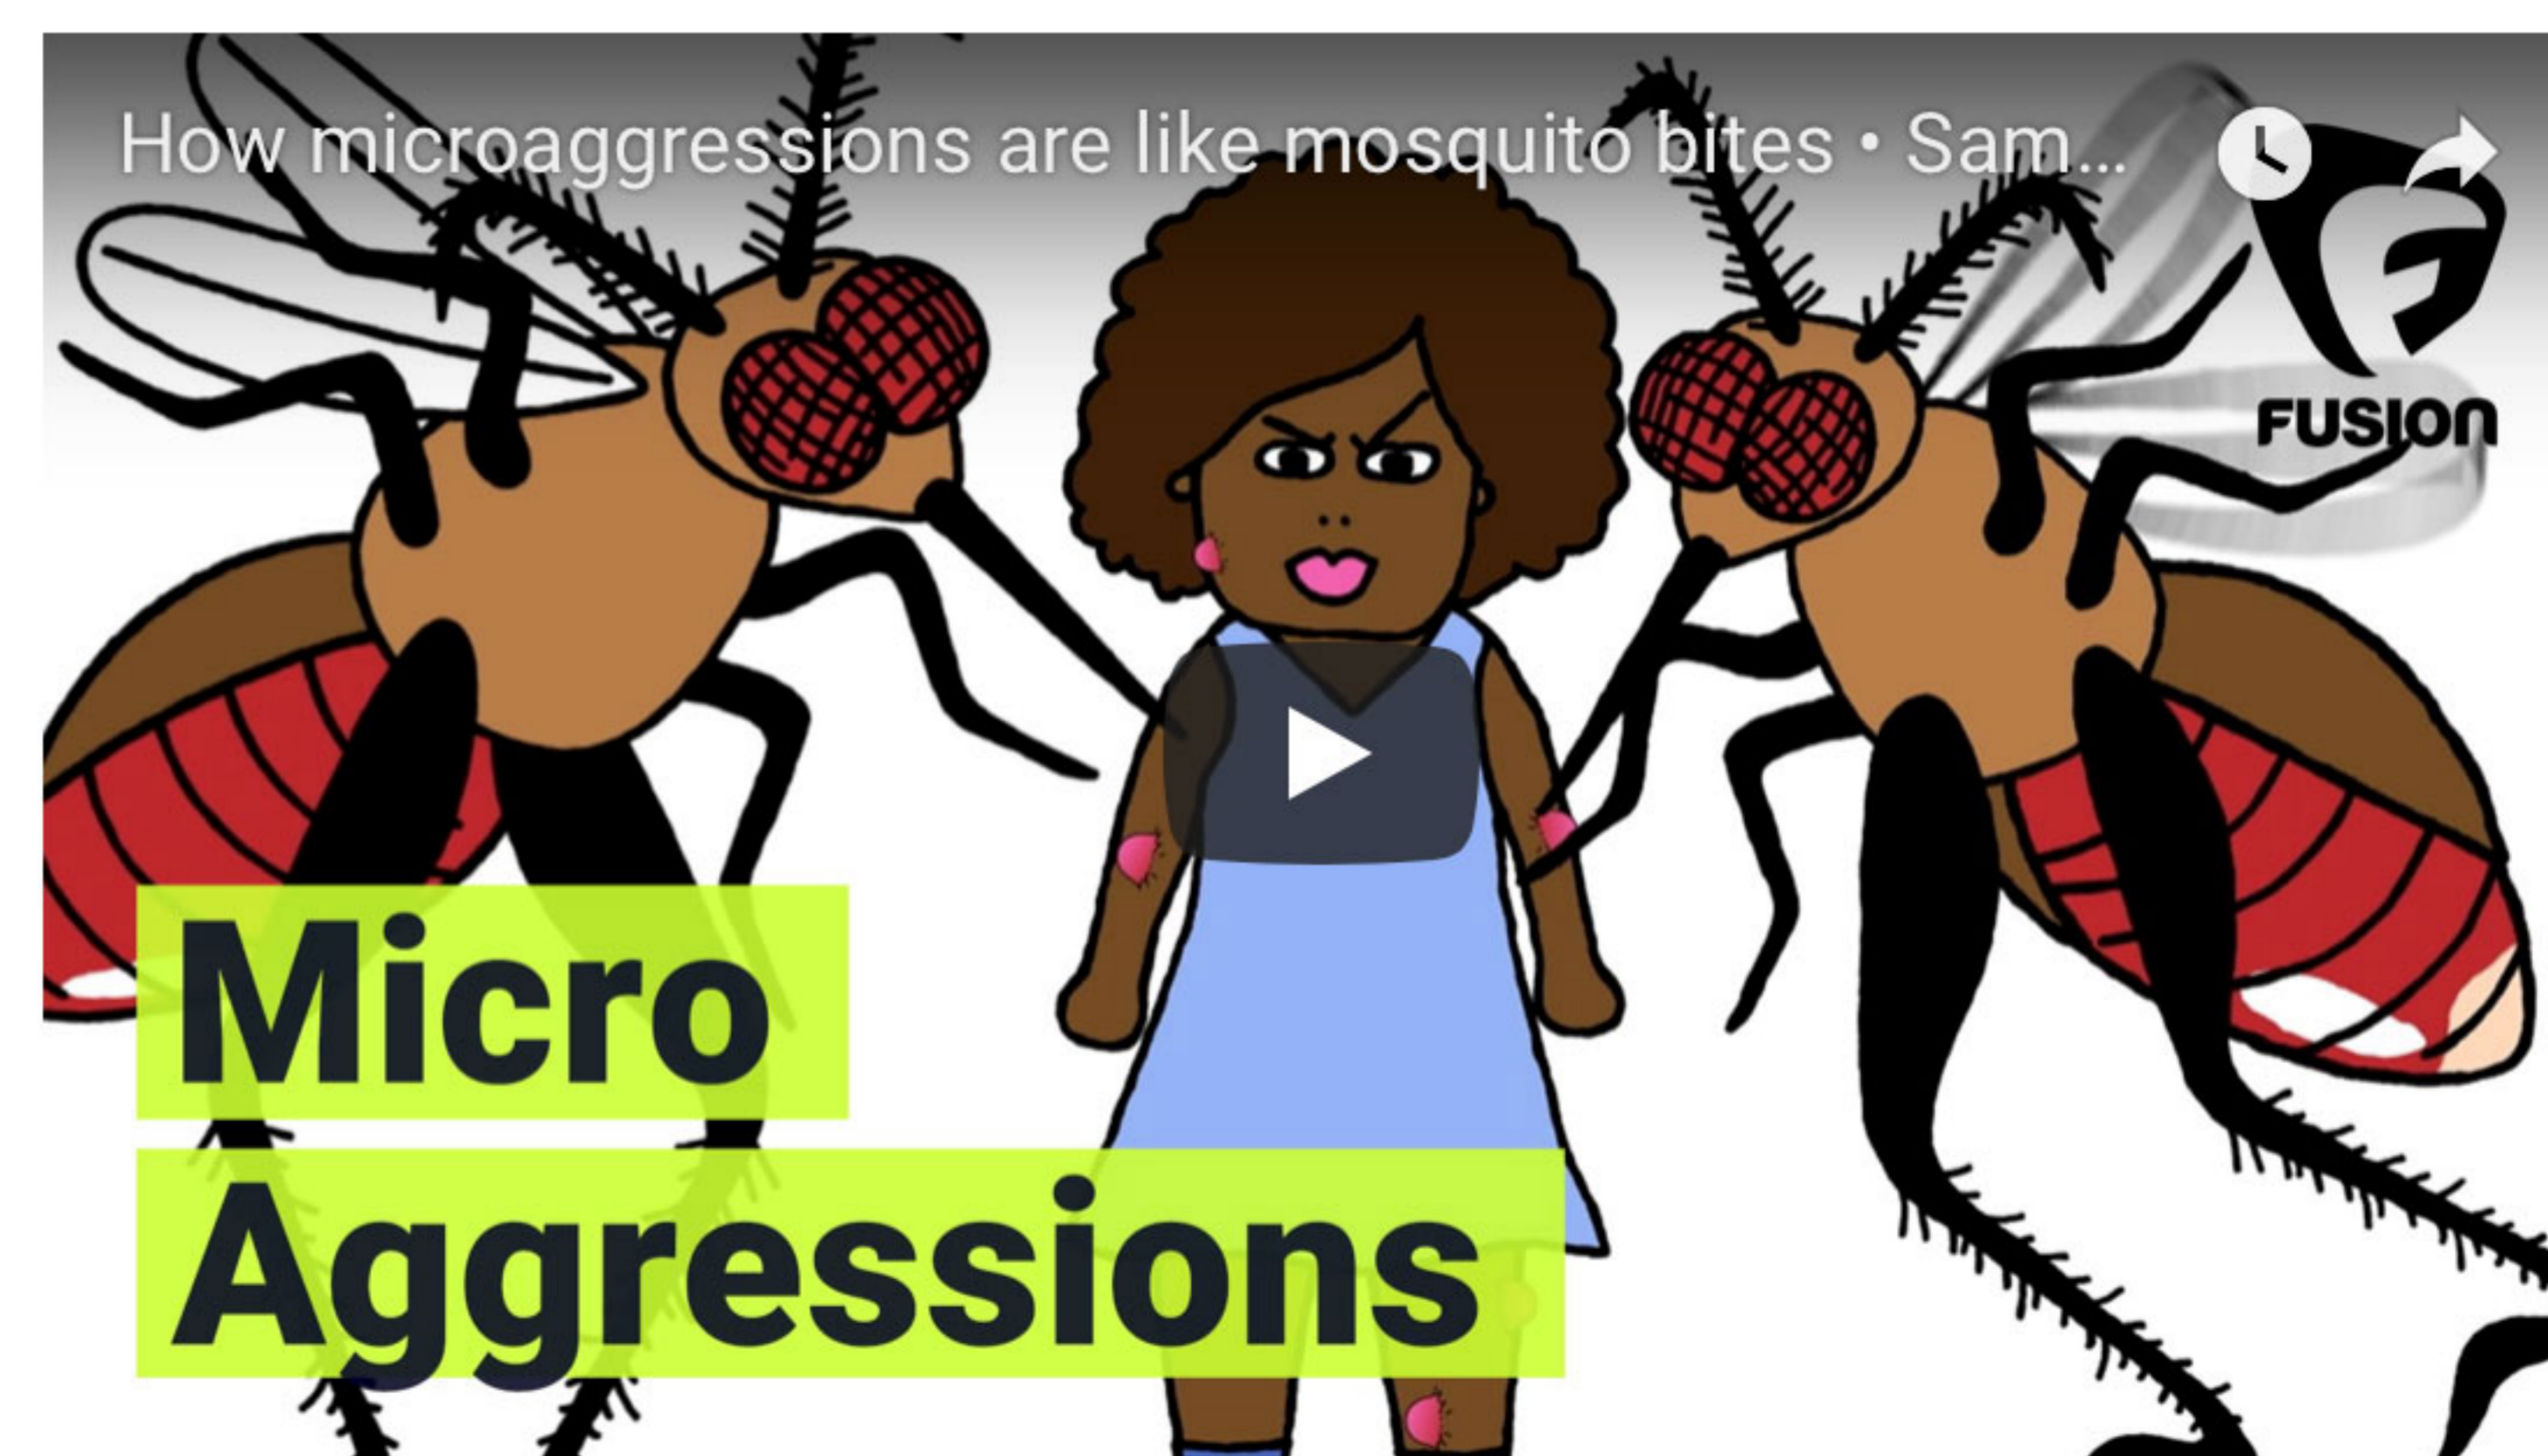 How microaggressions are like mosquito bites • Sam...
FUSION
Micro
Aggressions